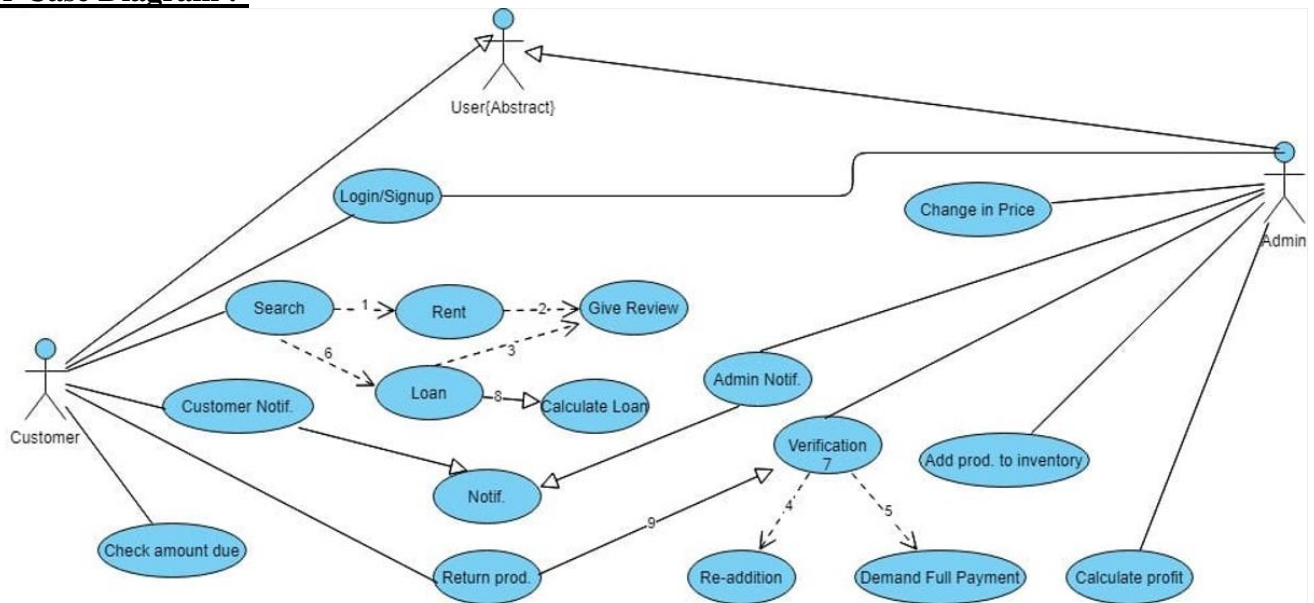 Case Diagram :
User{Abstract}
Login/Signup
Change in Price
Admin
Search
1
Rent
2
Give Review
6
3
Loan
8
Calculate Loan
Admin Notif.
Customer Notif.
Customer
Verification
7
Add prod. to inventory
Notif.
9
4
5
Check amount due
Return prod.
Re-addition
Demand Full Payment
Calculate profit